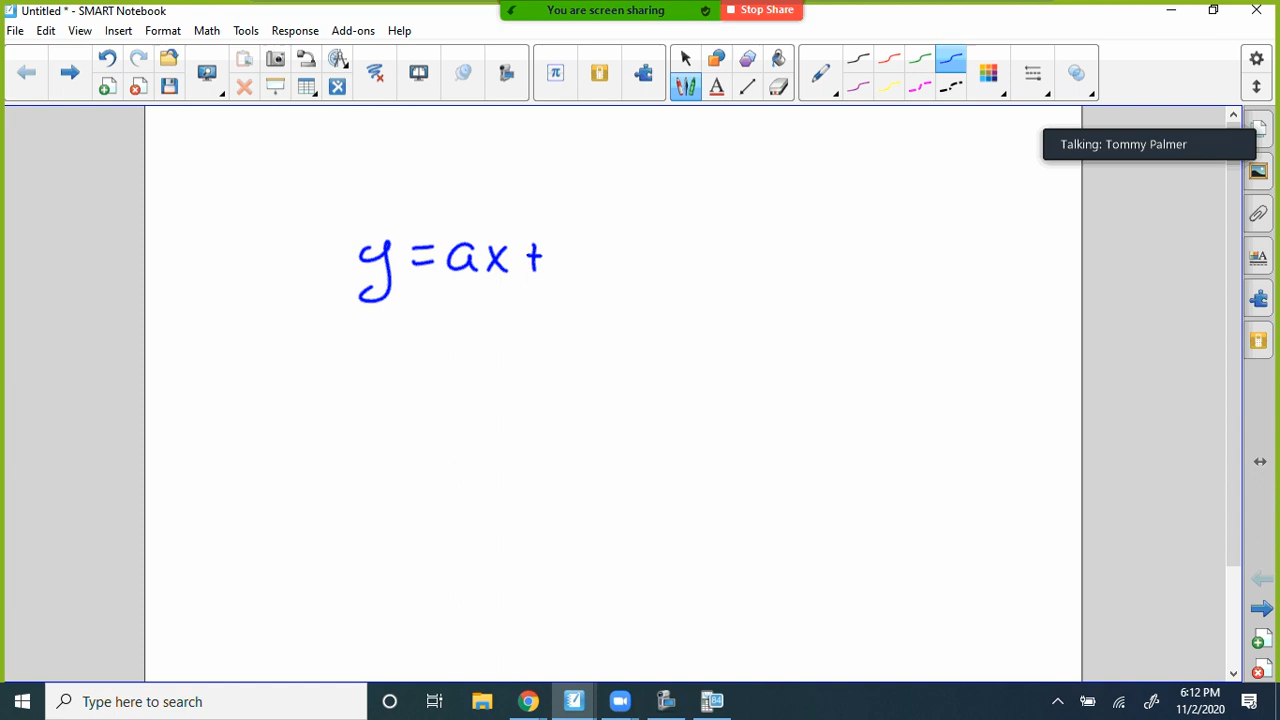 Untitled * - SMART Notebook
You are screen sharing
Stop Share
File Edit View Insert Format Math Tools Response Add-ons Help
π
A
Talking: Tommy Palmer
y = ax +
Type here to search
6:12 PM
11/2/2020